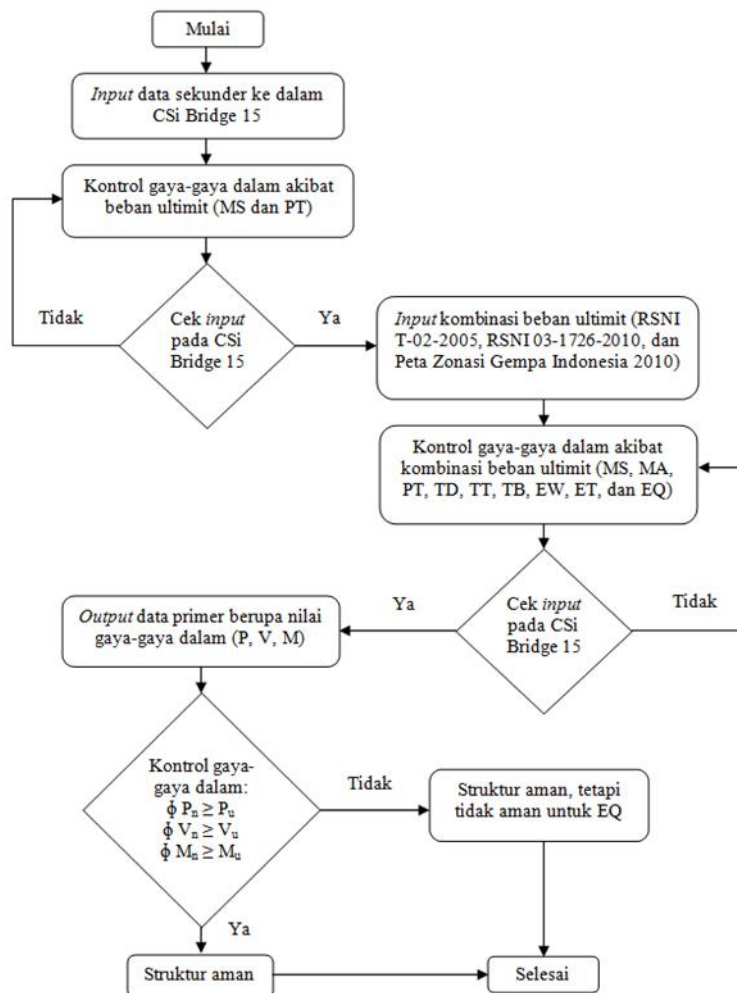 Mulai
Input data sekunder ke dalam
CSi Bridge 15
Kontrol gaya-gaya dalam akibat
beban ultimit (MS dan PT)
Tidak
Cek input
pada CSi
Bridge 15
Ya
Input kombinasi beban ultimit (RSNI
T-02-2005, RSNI 03-1726-2010, dan
Peta Zonasi Gempa Indonesia 2010)
Kontrol gaya-gaya dalam akibat
kombinasi beban ultimit (MS, MA,
PT, TD, TT, TB, EW, ET, dan EQ)
Cek input
pada CSi
Bridge 15
Tidak
Ya
Output data primer berupa nilai
gaya-gaya dalam (P, V, M)
Kontrol gaya-
gaya dalam:
ϕ Pₙ ≥ Pᵤ
ϕ Vₙ ≥ Vᵤ
ϕ Mₙ ≥ Mᵤ
Tidak
Struktur aman, tetapi
tidak aman untuk EQ
Ya
Struktur aman
Selesai